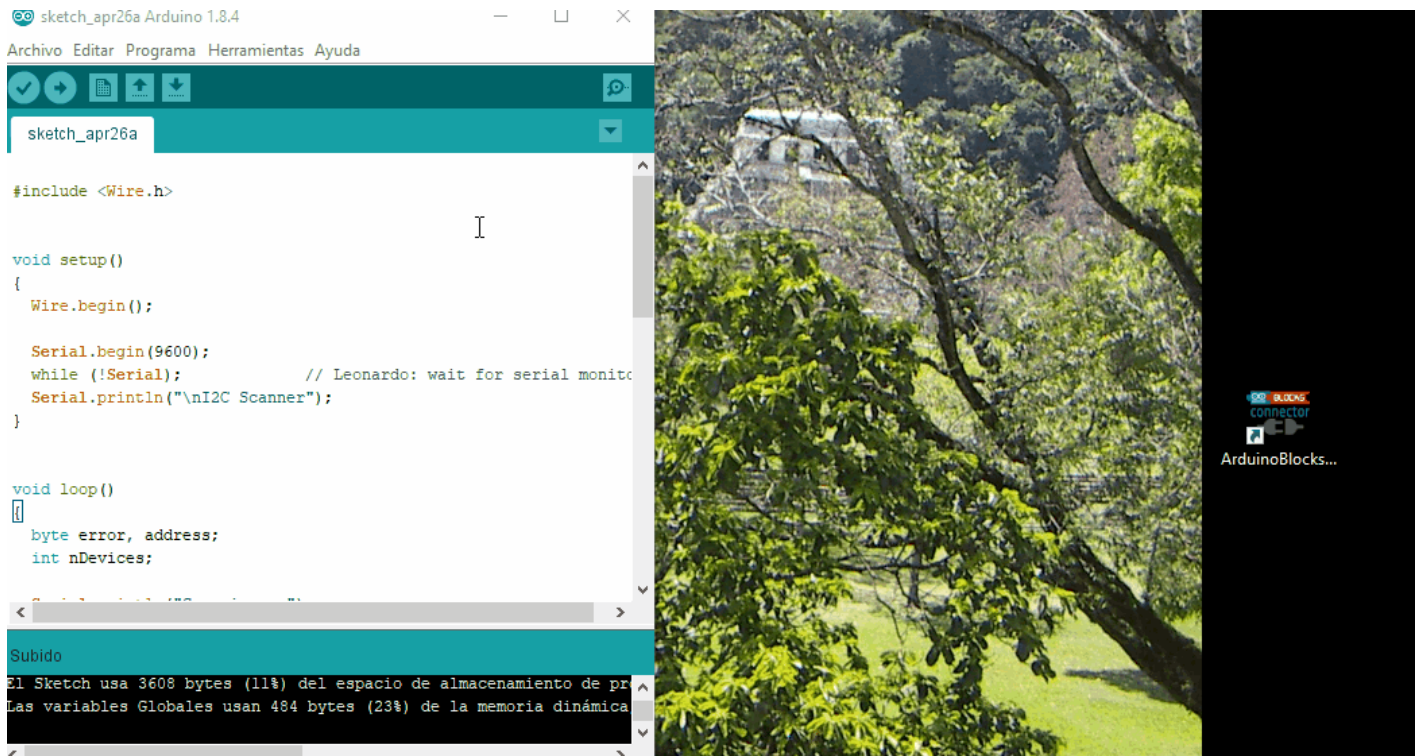 sketch_apr26a Arduino 1.8.4
Archivo Editar Programa Herramientas Ayuda
sketch_apr26a
#include <Wire.h>
void setup()
{
Wire.begin();
Serial.begin(9600);
while (!Serial); // Leonardo: wait for serial monito
Serial.println("\nI2C Scanner");
}
void loop()
{
byte error, address;
int nDevices;
Subido
El Sketch usa 3608 bytes (11%) del espacio de almacenamiento de pr
Las variables Globales usan 484 bytes (23%) de la memoria dinámica
BLOCKS
connector
ArduinoBlocks...